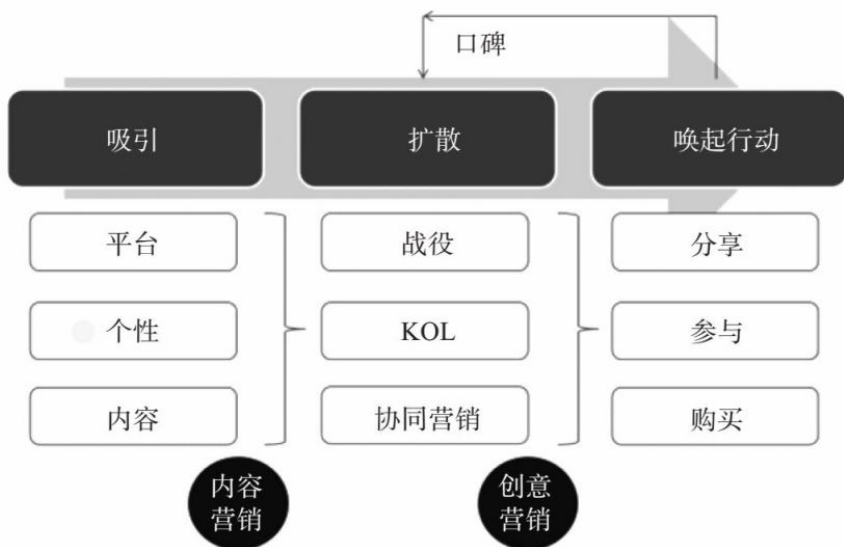 口碑
吸引
扩散
唤起行动
平台
战役
分享
个性
KOL
参与
内容
协同营销
购买
内容
营销
创意
营销